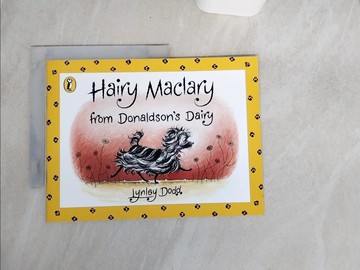 Hairy Maclary
from Donaldson's Dairy
Lynley Dodd